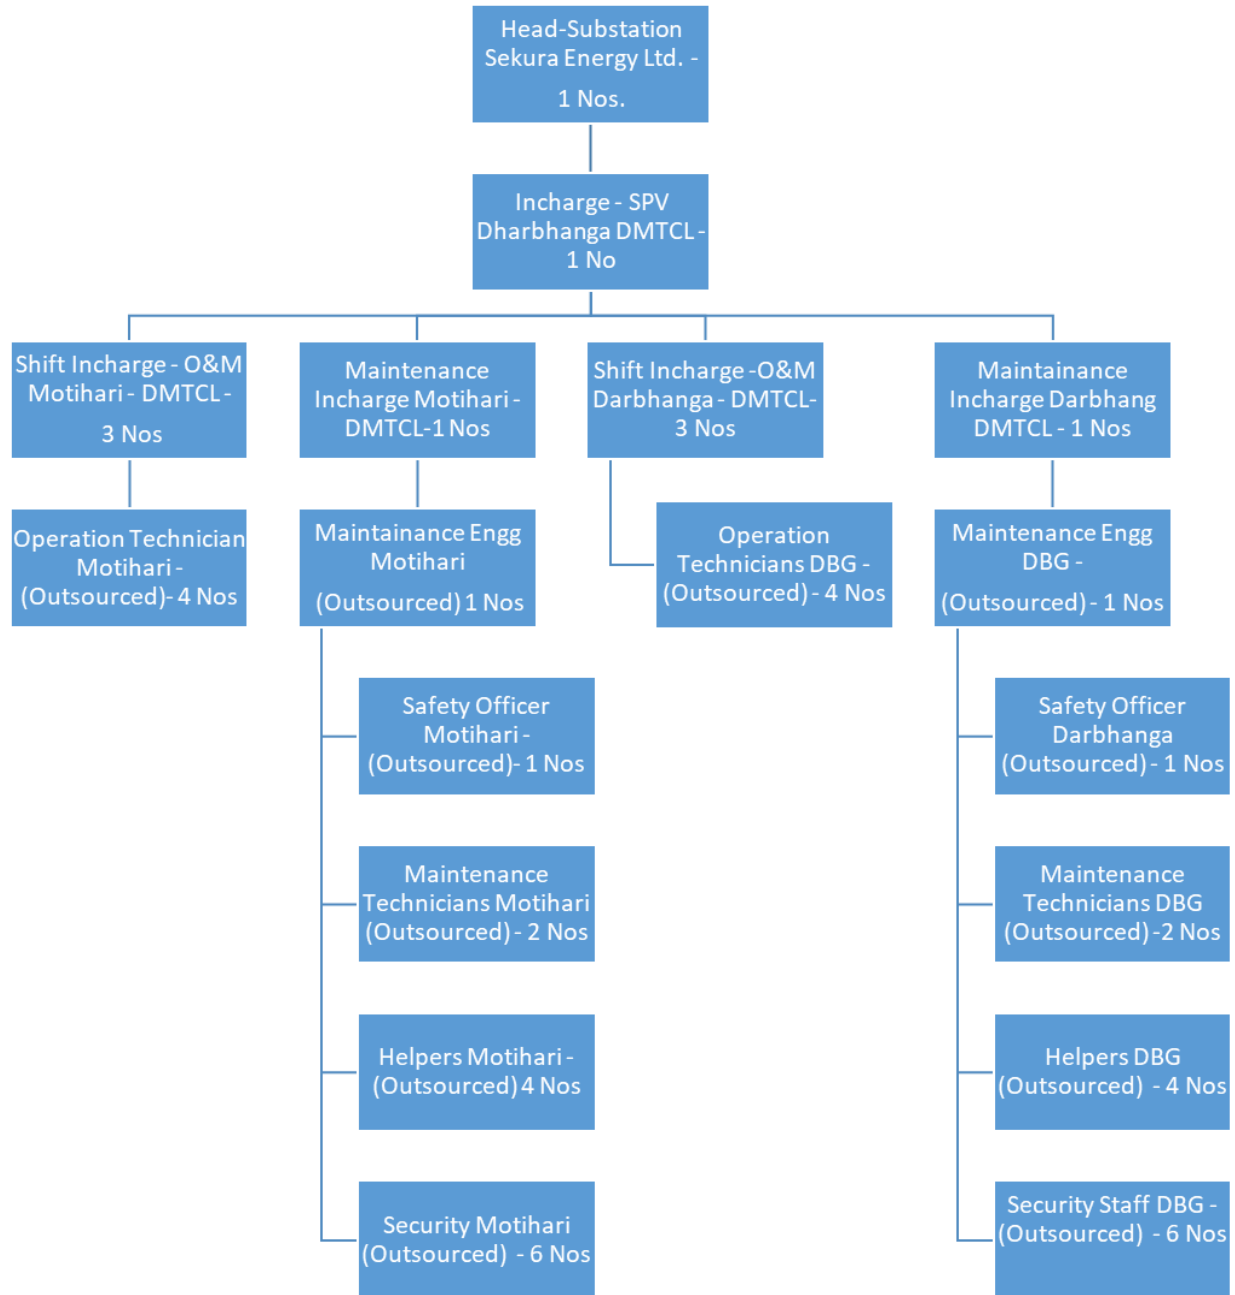 Head-Substation
Sekura Energy Ltd. -
1 Nos.
Incharge - SPV
Dharbhanga DMTCL -
1 No
Shift Incharge - O&M
Motihari - DMTCL -
3 Nos
Maintenance
Incharge Motihari -
DMTCL-1 Nos
Shift Incharge -O&M
Darbhanga - DMTCL-
3 Nos
Maintainance
Incharge Darbhang
DMTCL - 1 Nos
Operation Technician
Motihari -
(Outsourced)- 4 Nos
Maintainance Engg
Motihari
(Outsourced) 1 Nos
Operation
Technicians DBG -
(Outsourced) - 4 Nos
Maintenance Engg
DBG -
(Outsourced) - 1 Nos
Safety Officer
Motihari -
(Outsourced)- 1 Nos
Safety Officer
Darbhanga
(Outsourced) - 1 Nos
Maintenance
Technicians Motihari
(Outsourced) - 2 Nos
Maintenance
Technicians DBG
(Outsourced) -2 Nos
Helpers Motihari -
(Outsourced) 4 Nos
Helpers DBG
(Outsourced) - 4 Nos
Security Motihari
(Outsourced) - 6 Nos
Security Staff DBG -
(Outsourced) - 6 Nos